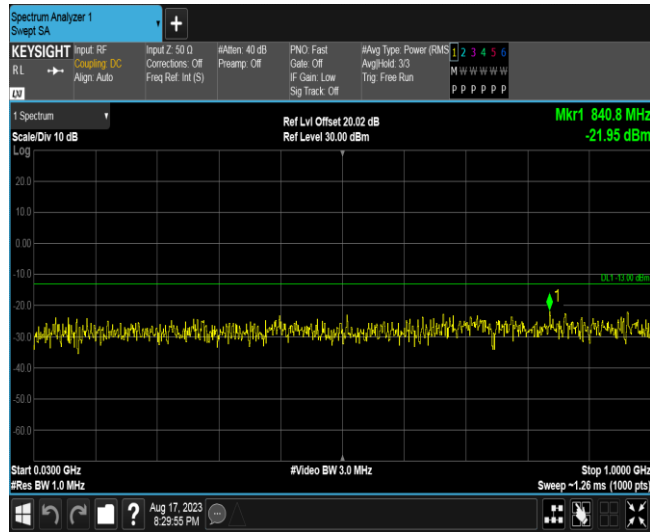 Spectrum Analyzer 1
Swept SA
KEYSIGHT
RL
LXI
Input: RF
Coupling: DC
Align: Auto
Input Z: 50 Ω
Corrections: Off
Freq Ref: Int (S)
#Atten: 40 dB
Preamp: Off
PNO: Fast
Gate: Off
IF Gain: Low
Sig Track: Off
#Avg Type: Power (RMS
Avg|Hold: 3/3
Trig: Free Run
1 2 3 4 5 6
M W W W W W
P P P P P P
1 Spectrum
Scale/Div 10 dB
Log
Ref Lvl Offset 20.02 dB
Ref Level 30.00 dBm
Mkr1 840.8 MHz
-21.95 dBm
20.0
10.0
0.00
-10.0
DL1 -13.00 dBm
1
-20.0
-30.0
-40.0
-50.0
-60.0
Start 0.0300 GHz
#Video BW 3.0 MHz
Stop 1.0000 GHz
#Res BW 1.0 MHz
Sweep ~1.26 ms (1000 pts)
?
Aug 17, 2023
8:29:55 PM